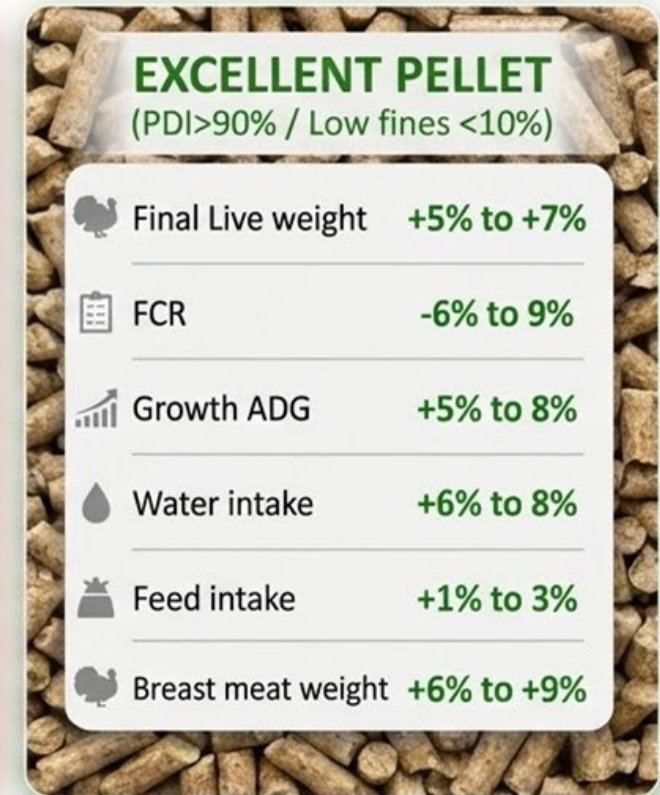 EXCELLENT PELLET
(PDI>90% / Low fines <10%)
Final Live weight +5% to +7%
FCR -6% to 9%
Growth ADG +5% to 8%
Water intake +6% to 8%
Feed intake +1% to 3%
Breast meat weight +6% to +9%